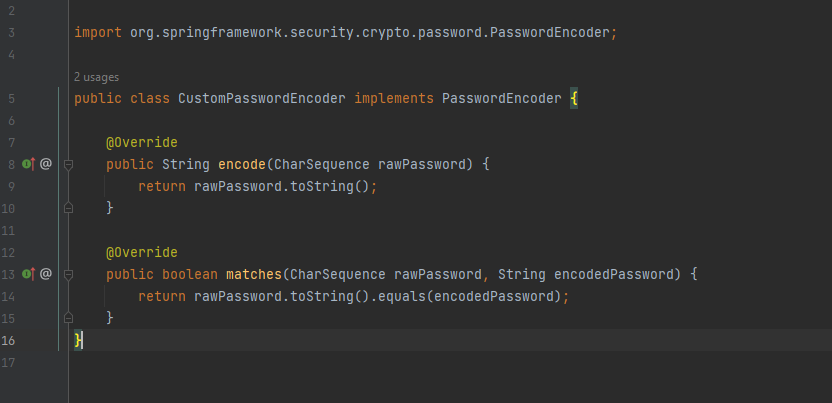 2
3 import org.springframework.security.crypto.password.PasswordEncoder;
4
2 usages
5 public class CustomPasswordEncoder implements PasswordEncoder {
6
7 @Override
8 @ public String encode(CharSequence rawPassword) {
9 return rawPassword.toString();
10 }
11
12 @Override
13 @ public boolean matches(CharSequence rawPassword, String encodedPassword) {
14 return rawPassword.toString().equals(encodedPassword);
15 }
16 }
17